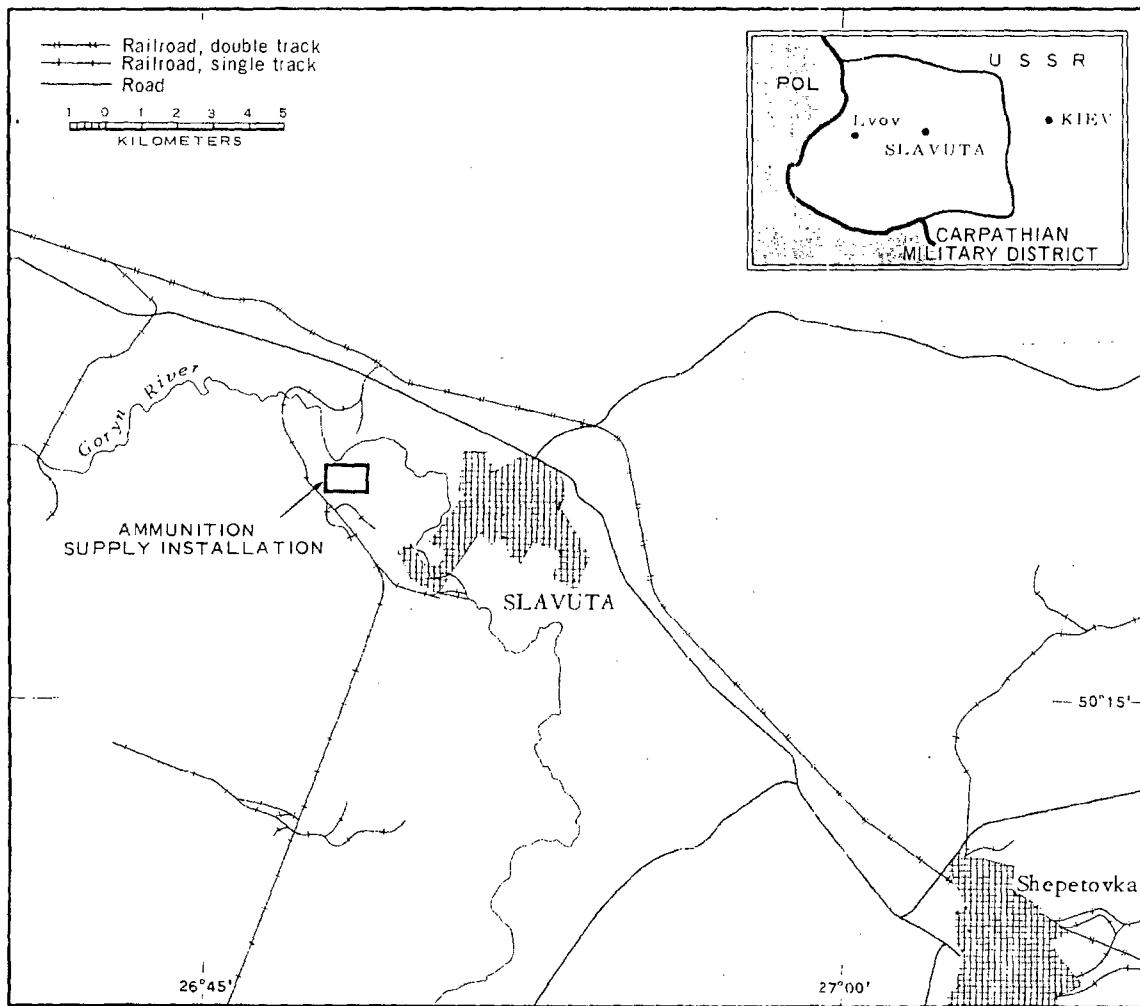 Railroad, double track
Railroad, single track
Road
1 0 1 2 3 4 5
KILOMETERS
U S S R
POL
Lvov
KIEV
SLAVUTA
CARPATHIAN
MILITARY DISTRICT
Goryn River
AMMUNITION
SUPPLY INSTALLATION
SLAVUTA
50°15'
Shepetovka
26°45'
27°00'